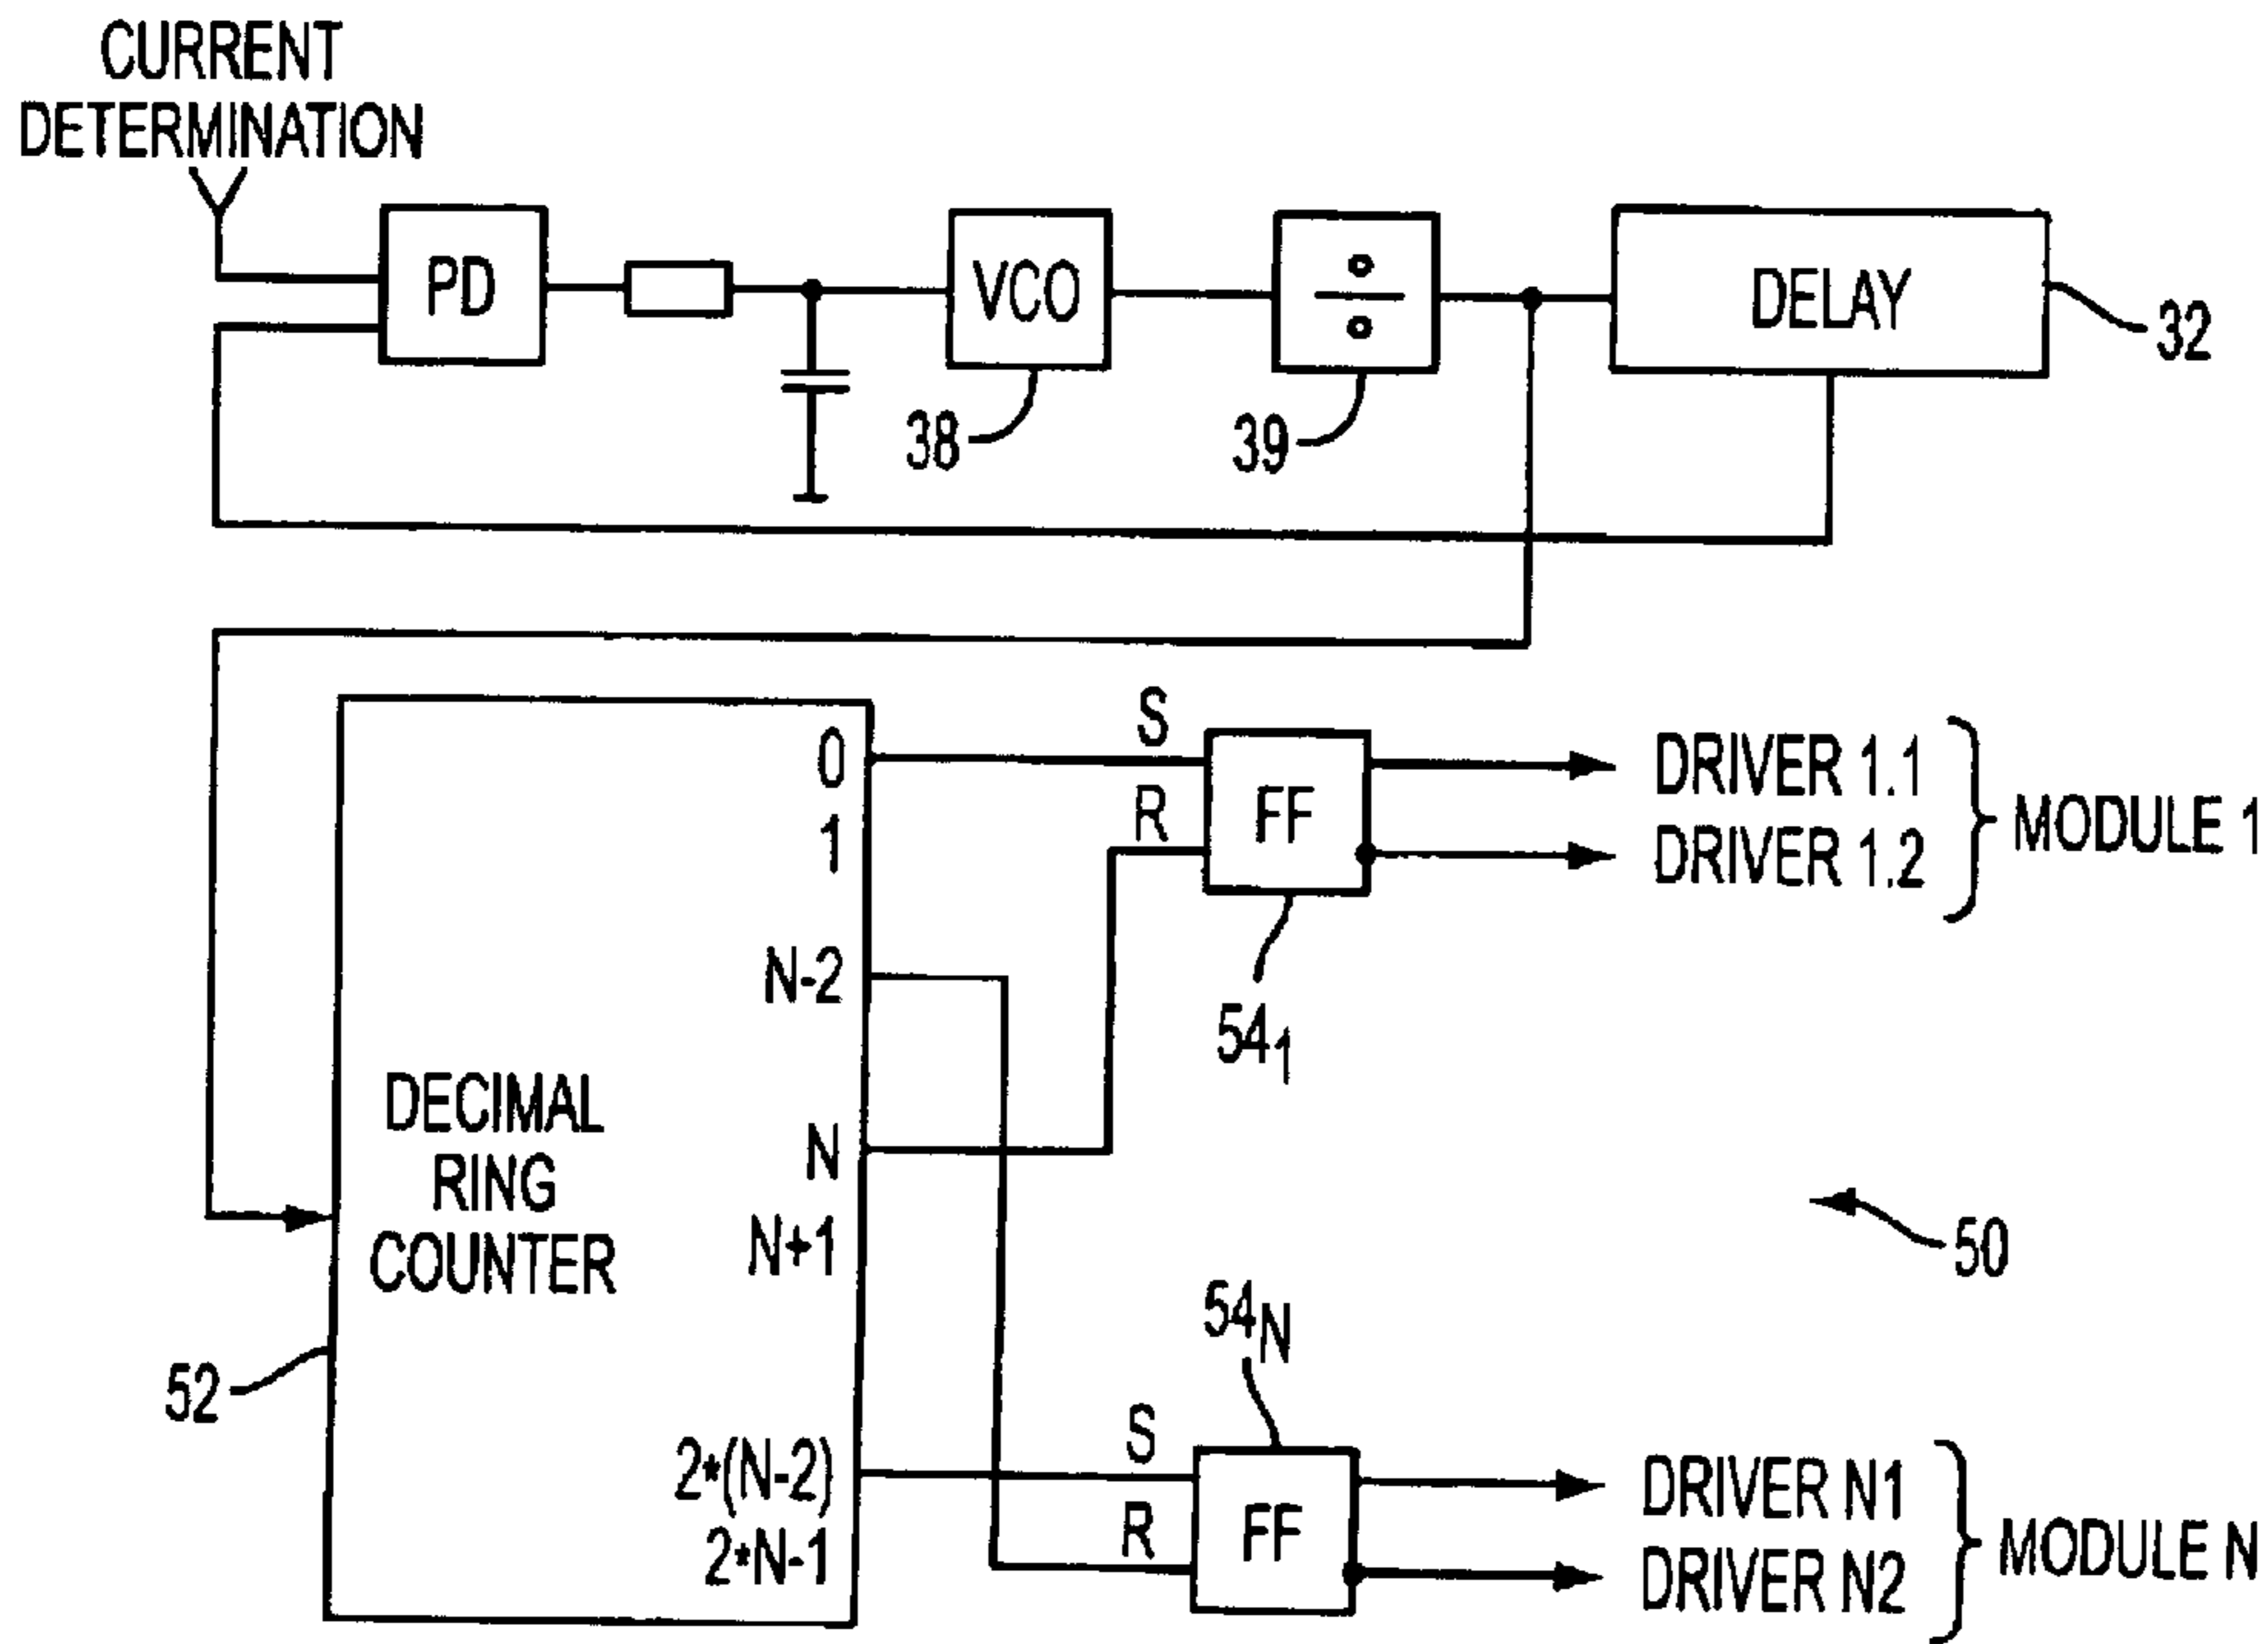 CURRENT
DETERMINATION
PD
VCO
÷
DELAY
32
38
39
0
1
N-2
N
N+1
2*(N-2)
2*N-1
DECIMAL
RING
COUNTER
52
S
R
FF
54₁
DRIVER 1.1
DRIVER 1.2
MODULE 1
50
54N
S
R
FF
DRIVER N1
DRIVER N2
MODULE N